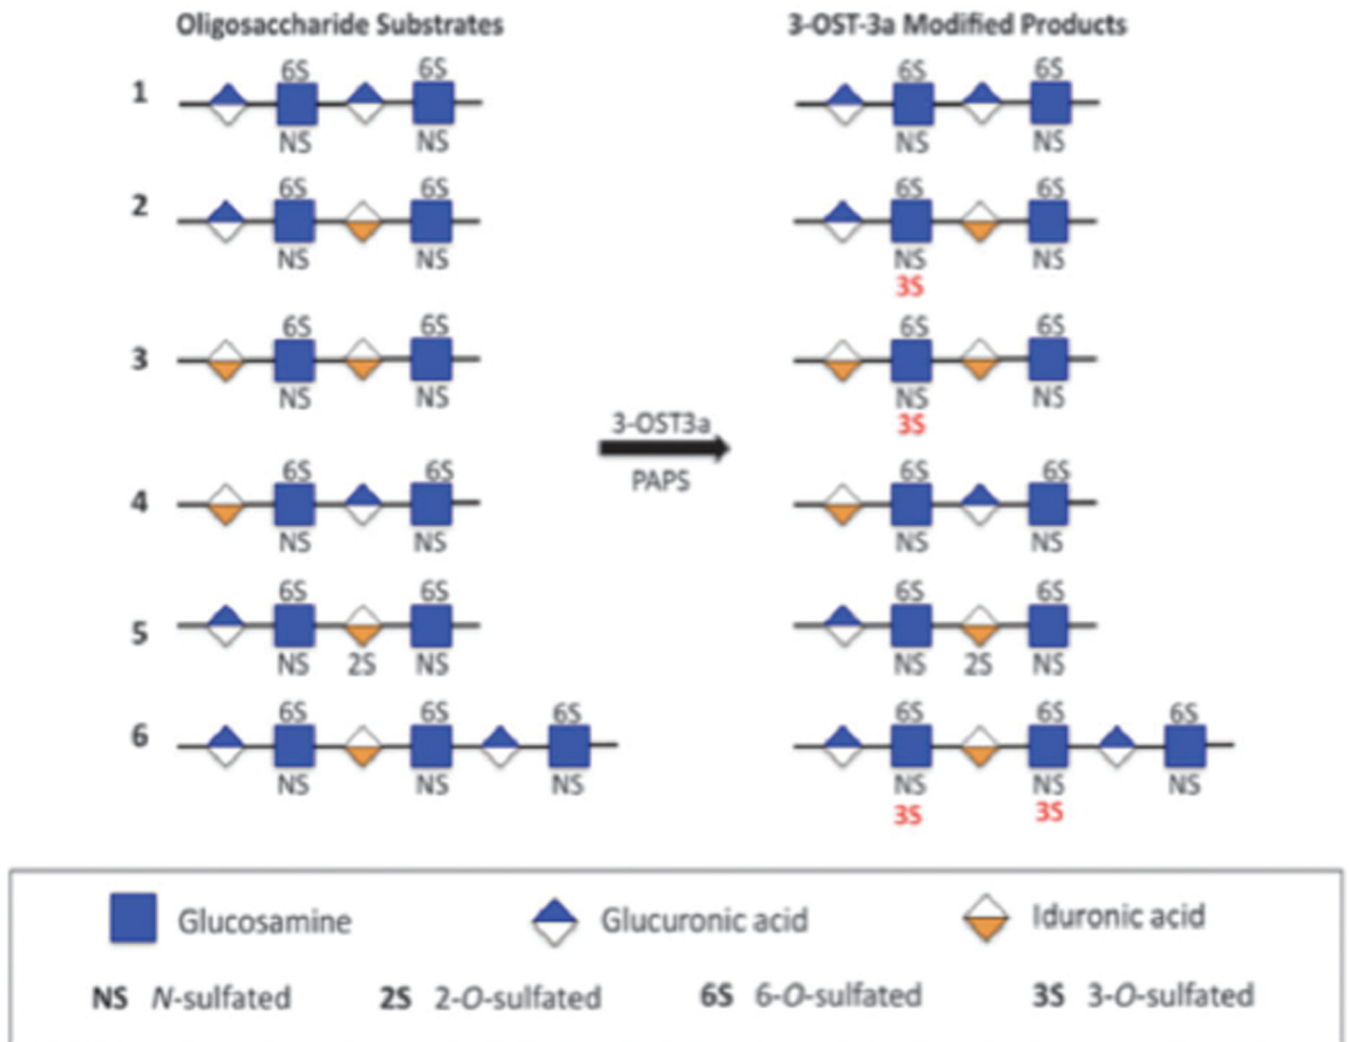 Oligosaccharide Substrates 3-OST-3a Modified Products
6S 6S 6S 6S
1
NS NS NS NS
6S 6S 6S 6S
2
NS NS NS NS
3S
6S 6S 6S 6S
3
NS NS NS NS
3S
3-OST3a
PAPS
6S 6S 6S 6S
4
NS NS NS NS
6S 6S 6S 6S
5
NS 2S NS NS 2S NS
6S 6S 6S 6S 6S 6S
6
NS NS NS NS NS NS
3S 3S
Glucosamine Glucuronic acid Iduronic acid
NS N-sulfated 2S 2-O-sulfated 6S 6-O-sulfated 3S 3-O-sulfated